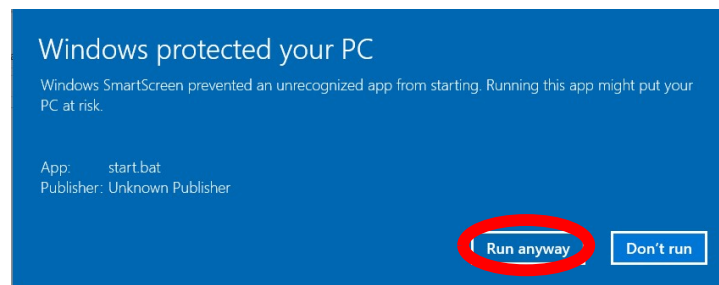 Windows protected your PC
Windows SmartScreen prevented an unrecognized app from starting. Running this app might put your
PC at risk.
App: start.bat
Publisher: Unknown Publisher
Run anyway Don't run